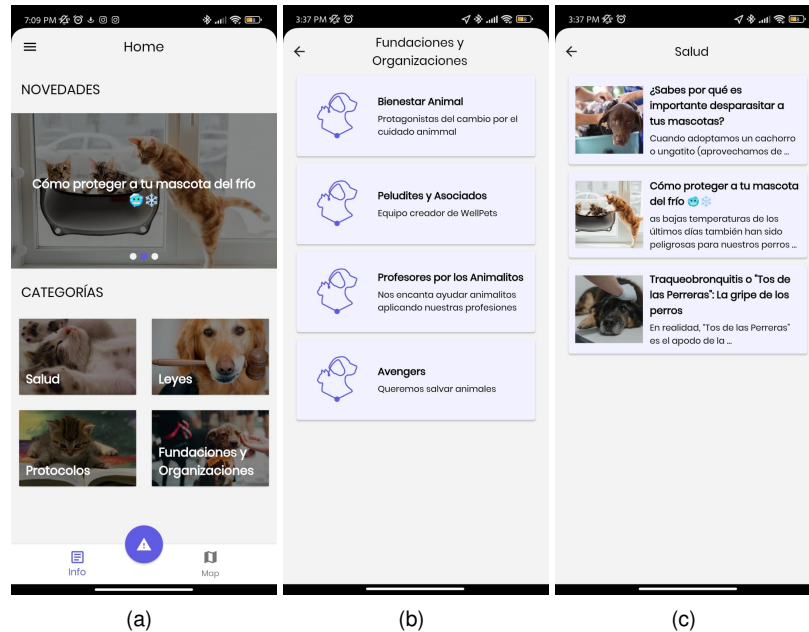 7:09 PM
Home
NOVEDADES
Cómo proteger a tu mascota del frío
🥶❄️
CATEGORÍAS
Salud
Leyes
Protocolos
Fundaciones y
Organizaciones
Info
Map
(a)
3:37 PM
Fundaciones y
Organizaciones
Bienestar Animal
Protagonistas del cambio por el
cuidado animmal
Peludites y Asociados
Equipo creador de WellPets
Profesores por los Animalitos
Nos encanta ayudar animalitos
aplicando nuestras profesiones
Avengers
Queremos salvar animales
(b)
3:37 PM
Salud
¿Sabes por qué es
importante desparasitar a
tus mascotas?
Cuando adoptamos un cachorro
o ungatito (aprovechamos de ...
Cómo proteger a tu mascota
del frío 🥶❄️
as bajas temperaturas de los
últimos días también han sido
peligrosas para nuestros perros ...
Traqueobronquitis o "Tos de
las Perreras": La gripe de los
perros
En realidad, "Tos de las Perreras"
es el apodo de la ...
(c)